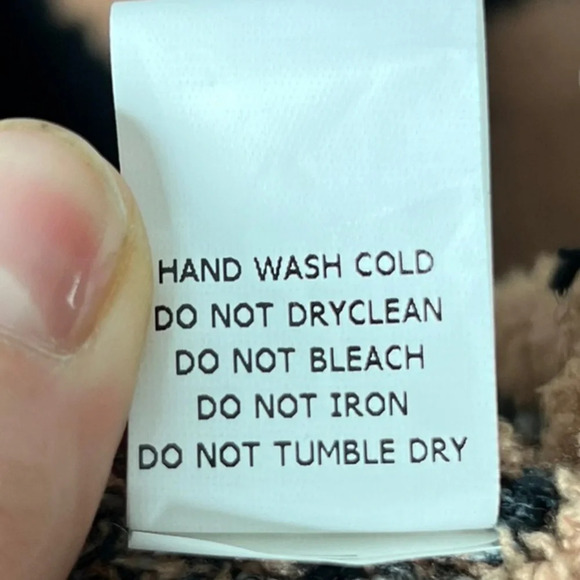 HAND WASH COLD
DO NOT DRYCLEAN
DO NOT BLEACH
DO NOT IRON
DO NOT TUMBLE DRY